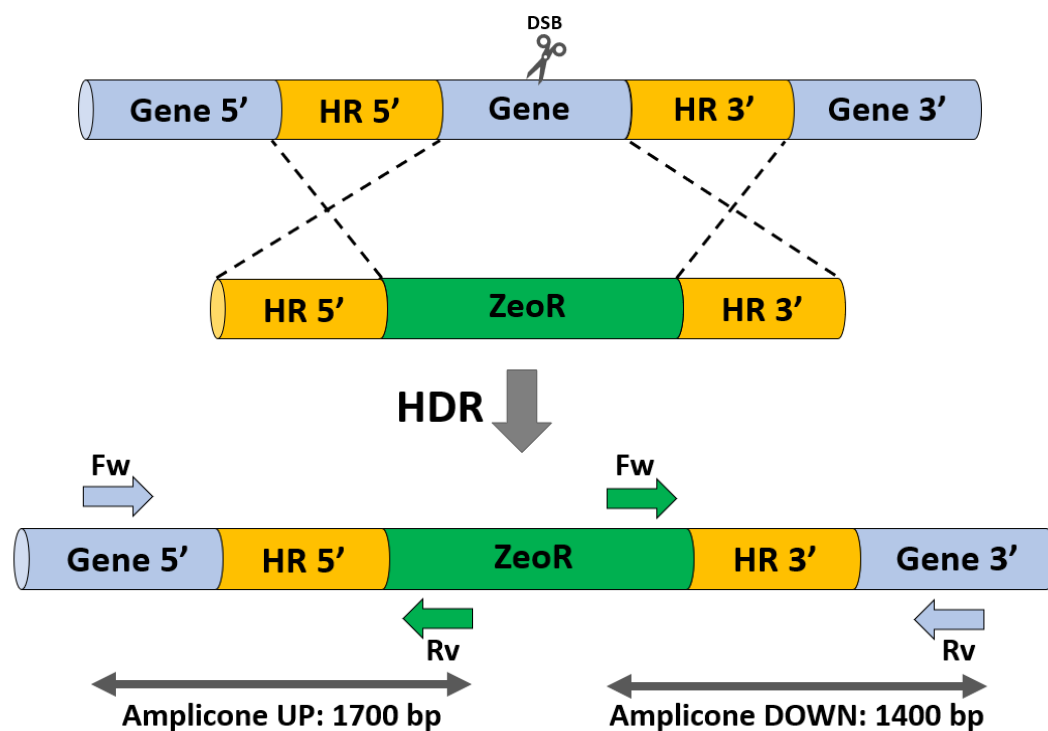 DSB
Gene 5’ HR 5’ Gene HR 3’ Gene 3’
HR 5’ ZeoR HR 3’
HDR
Fw Fw
Gene 5’ HR 5’ ZeoR HR 3’ Gene 3’
Rv Rv
Amplicone UP: 1700 bp Amplicone DOWN: 1400 bp